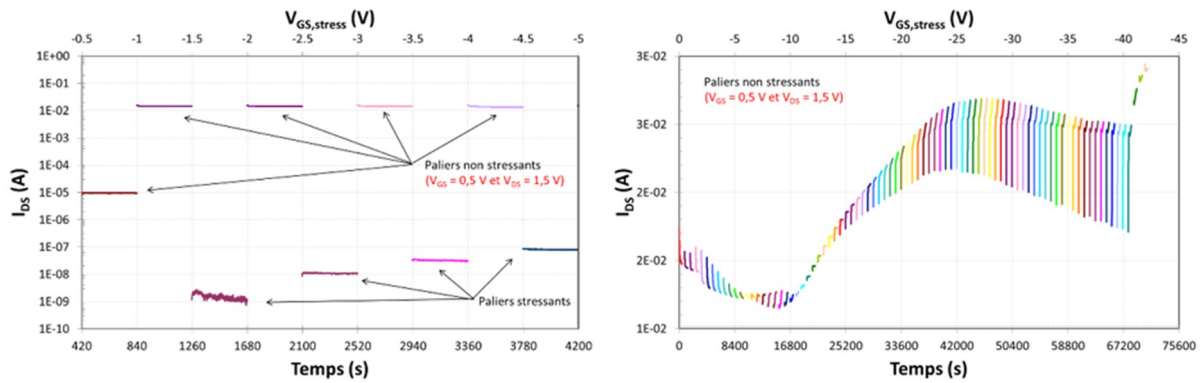 V_GS,stress (V)
-0.5 -1 -1.5 -2 -2.5 -3 -3.5 -4 -4.5 -5
1E+00
1E-01
1E-02
1E-03
1E-04
1E-05
1E-06
1E-07
1E-08
1E-09
1E-10
I_DS (A)
Paliers non stressants
(V_GS = 0,5 V et V_DS = 1,5 V)
Paliers stressants
420 840 1260 1680 2100 2520 2940 3360 3780 4200
Temps (s)
V_GS,stress (V)
0 -5 -10 -15 -20 -25 -30 -35 -40 -45
3E-02
3E-02
2E-02
2E-02
1E-02
I_DS (A)
Paliers non stressants
(V_GS = 0,5 V et V_DS = 1,5 V)
0 8400 16800 25200 33600 42000 50400 58800 67200 75600
Temps (s)